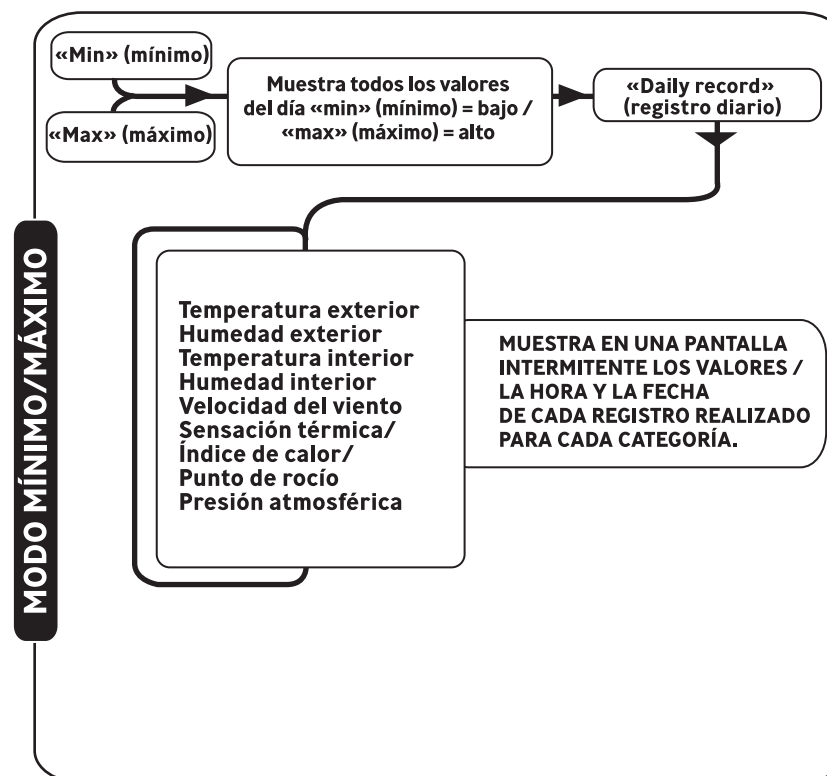 «Min» (mínimo)
«Max» (máximo)
Muestra todos los valores
del día «min» (mínimo) = bajo /
«max» (máximo) = alto
«Daily record»
(registro diario)
MODO MÍNIMO/MÁXIMO
Temperatura exterior
Humedad exterior
Temperatura interior
Humedad interior
Velocidad del viento
Sensación térmica/
Índice de calor/
Punto de rocío
Presión atmosférica
MUESTRA EN UNA PANTALLA
INTERMITENTE LOS VALORES /
LA HORA Y LA FECHA
DE CADA REGISTRO REALIZADO
PARA CADA CATEGORÍA.